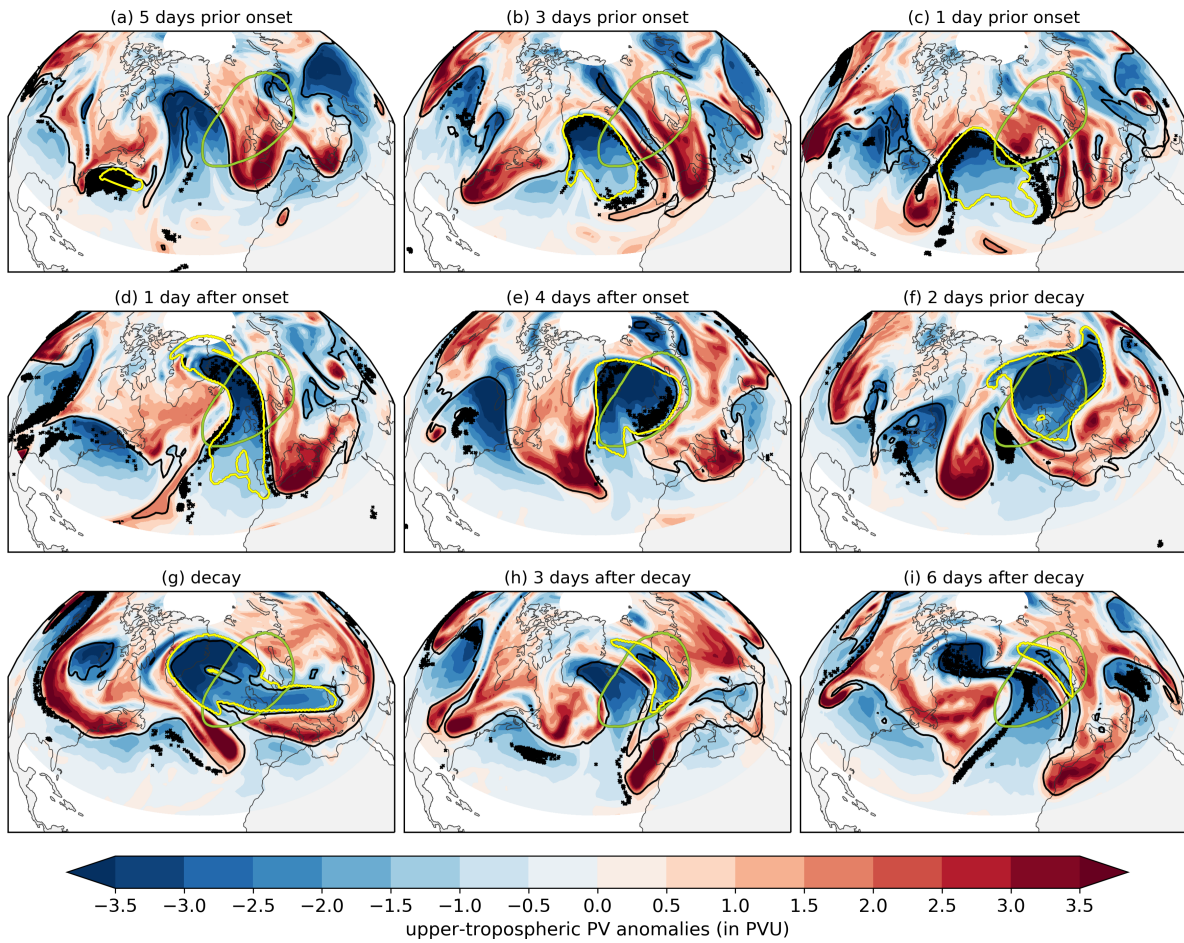 (a) 5 days prior onset
(b) 3 days prior onset
(c) 1 day prior onset
(d) 1 day after onset
(e) 4 days after onset
(f) 2 days prior decay
(g) decay
(h) 3 days after decay
(i) 6 days after decay
−3.5 −3.0 −2.5 −2.0 −1.5 −1.0 −0.5 0.0 0.5 1.0 1.5 2.0 2.5 3.0 3.5
upper-tropospheric PV anomalies (in PVU)